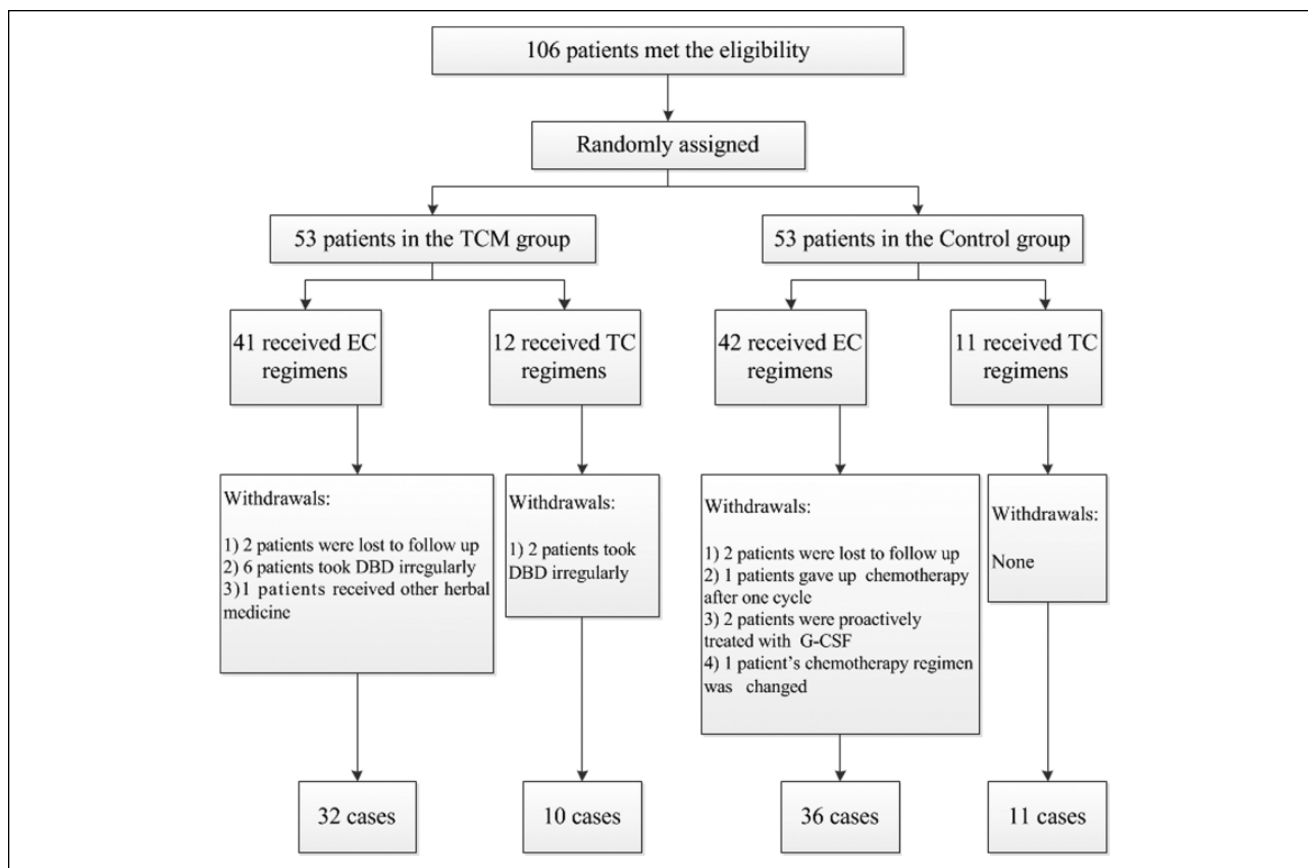 106 patients met the eligibility
Randomly assigned
53 patients in the TCM group
53 patients in the Control group
41 received EC
regimens
12 received TC
regimens
42 received EC
regimens
11 received TC
regimens
Withdrawals:
1) 2 patients were lost to follow up
2) 6 patients took DBD irregularly
3)1 patients received other herbal
medicine
Withdrawals:
1) 2 patients took
DBD irregularly
Withdrawals:
1) 2 patients were lost to follow up
2) 1 patients gave up chemotherapy
after one cycle
3) 2 patients were proactively
treated with G-CSF
4) 1 patient’s chemotherapy regimen
was changed
Withdrawals:
None
32 cases
10 cases
36 cases
11 cases